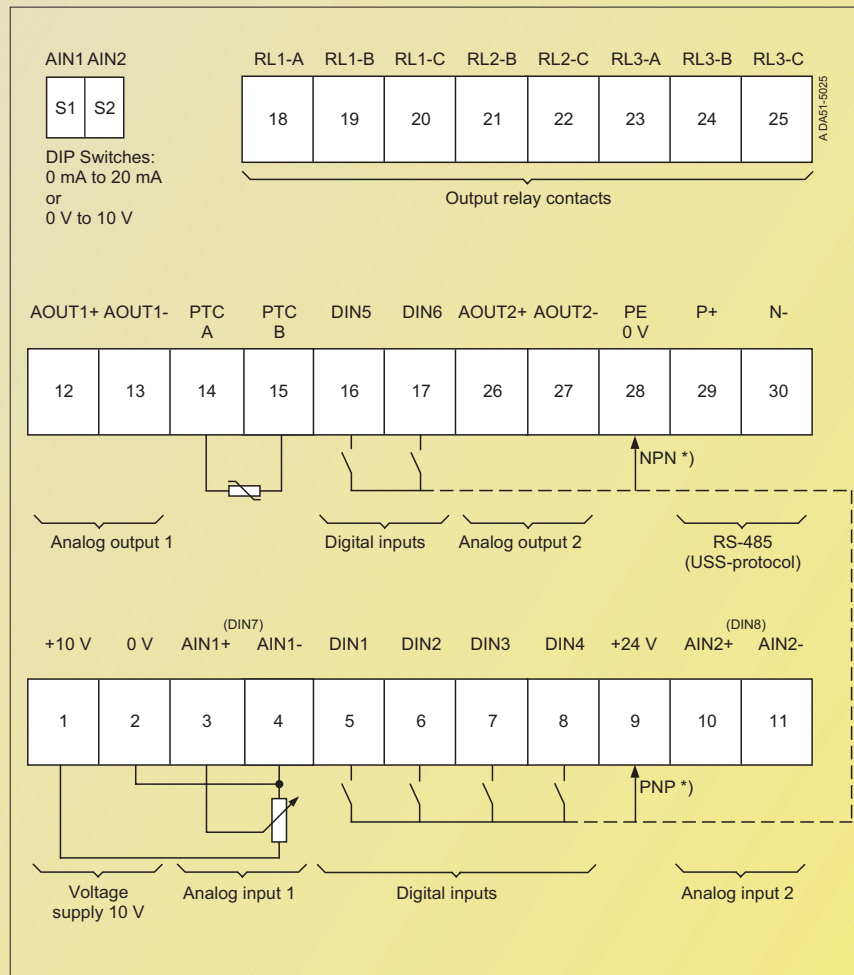 AIN1 AIN2
S1 S2
DIP Switches:
0 mA to 20 mA
or
0 V to 10 V
RL1-A RL1-B RL1-C RL2-B RL2-C RL3-A RL3-B RL3-C
18 19 20 21 22 23 24 25
A DA51-5025
Output relay contacts
AOUT1+ AOUT1- PTC A PTC B DIN5 DIN6 AOUT2+ AOUT2- PE 0 V P+ N-
12 13 14 15 16 17 26 27 28 29 30
NPN *)
Analog output 1
Digital inputs
Analog output 2
RS-485
(USS-protocol)
(DIN7) (DIN8)
+10 V 0 V AIN1+ AIN1- DIN1 DIN2 DIN3 DIN4 +24 V AIN2+ AIN2-
1 2 3 4 5 6 7 8 9 10 11
PNP *)
Voltage
supply 10 V
Analog input 1
Digital inputs
Analog input 2